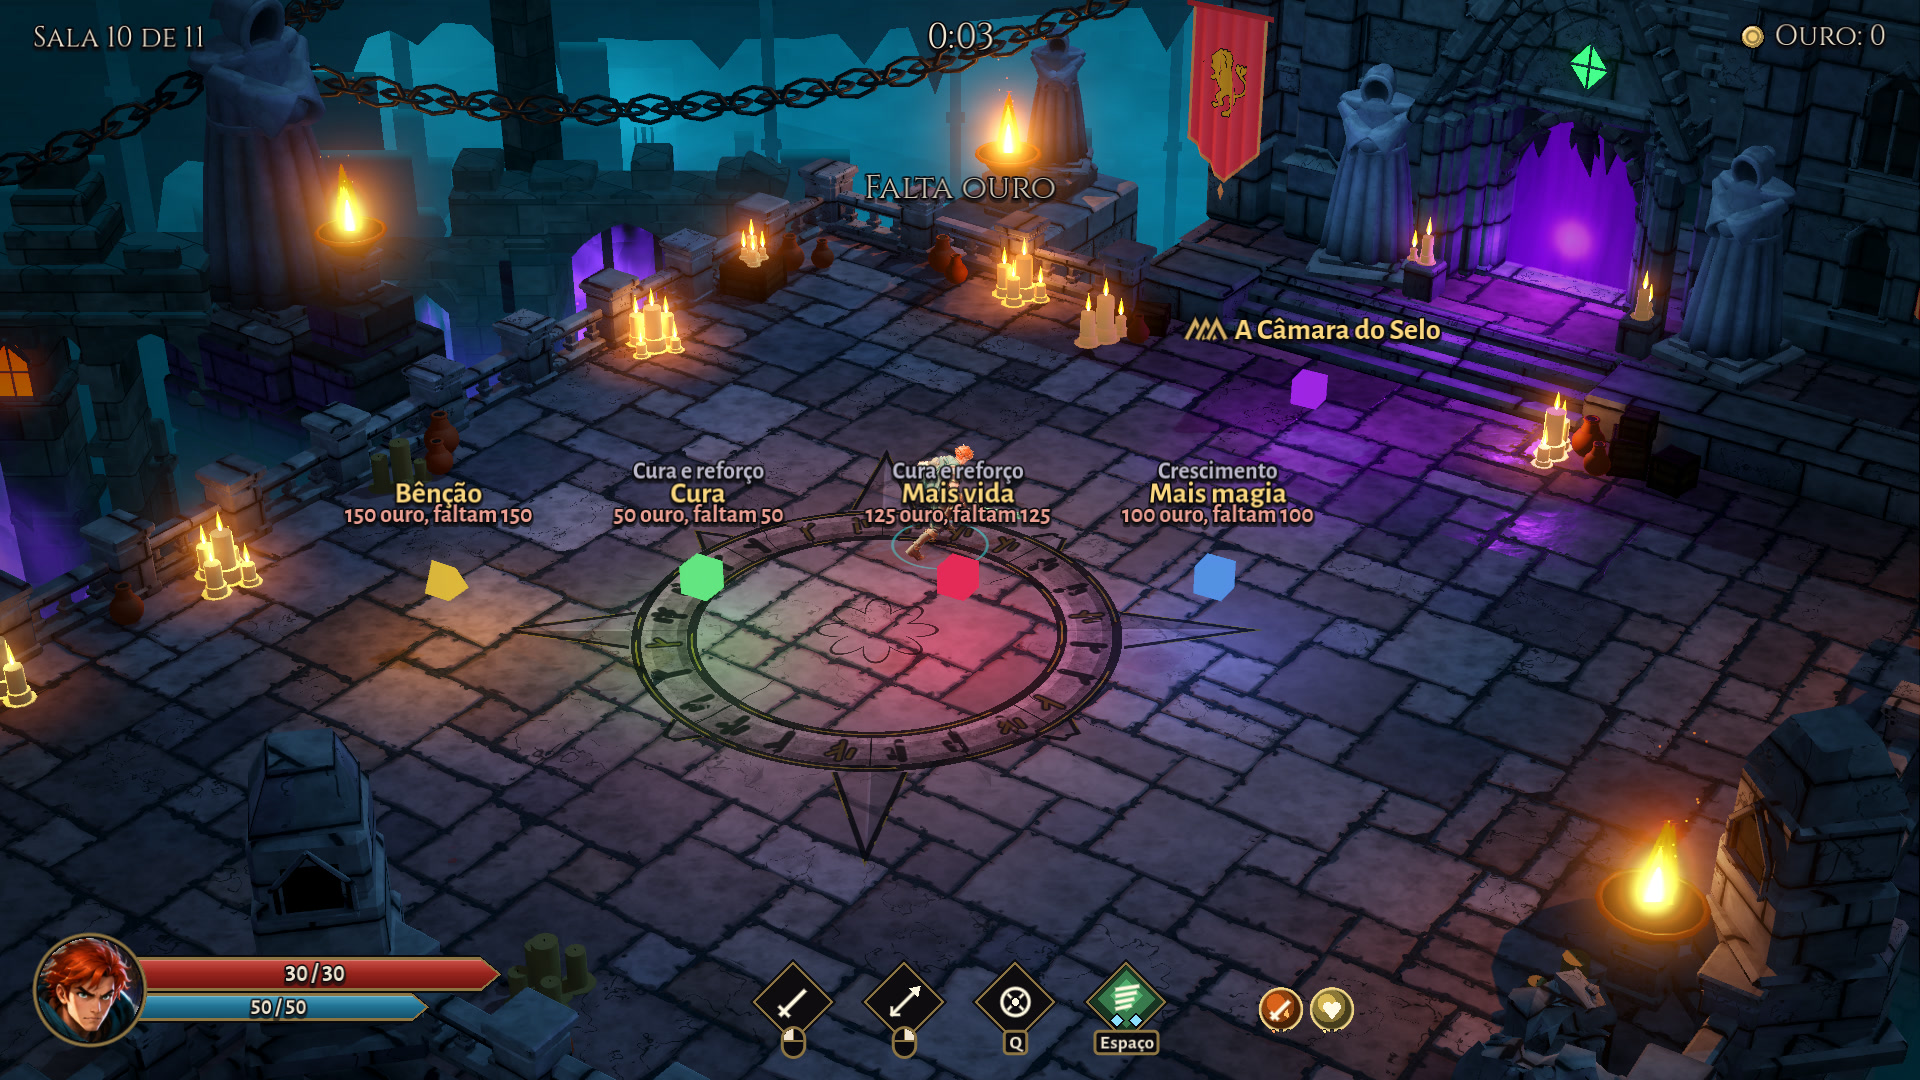 Sala 10 de 11
0:03
Ouro: 0
Falta ouro
A Câmara do Selo
Bênção
150 ouro, faltam 150
Cura e reforço
Cura
50 ouro, faltam 50
Cura e reforço
Mais vida
125 ouro, faltam 125
Crescimento
Mais magia
100 ouro, faltam 100
30/30
50/50
Q
Espaço